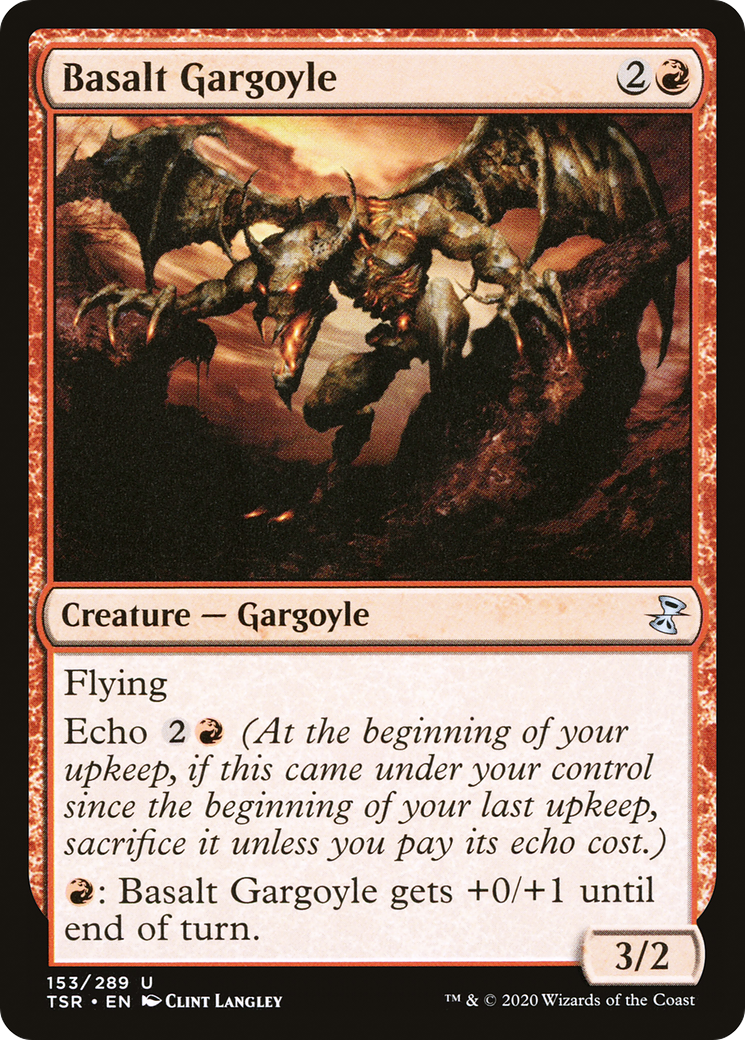 Basalt Gargoyle 2
Creature — Gargoyle
Flying
Echo 2 (At the beginning of your
upkeep, if this came under your control
since the beginning of your last upkeep,
sacrifice it unless you pay its echo cost.)
: Basalt Gargoyle gets +0/+1 until
end of turn.
3/2
153/289 U
TSR • EN Clint Langley
™ & © 2020 Wizards of the Coast